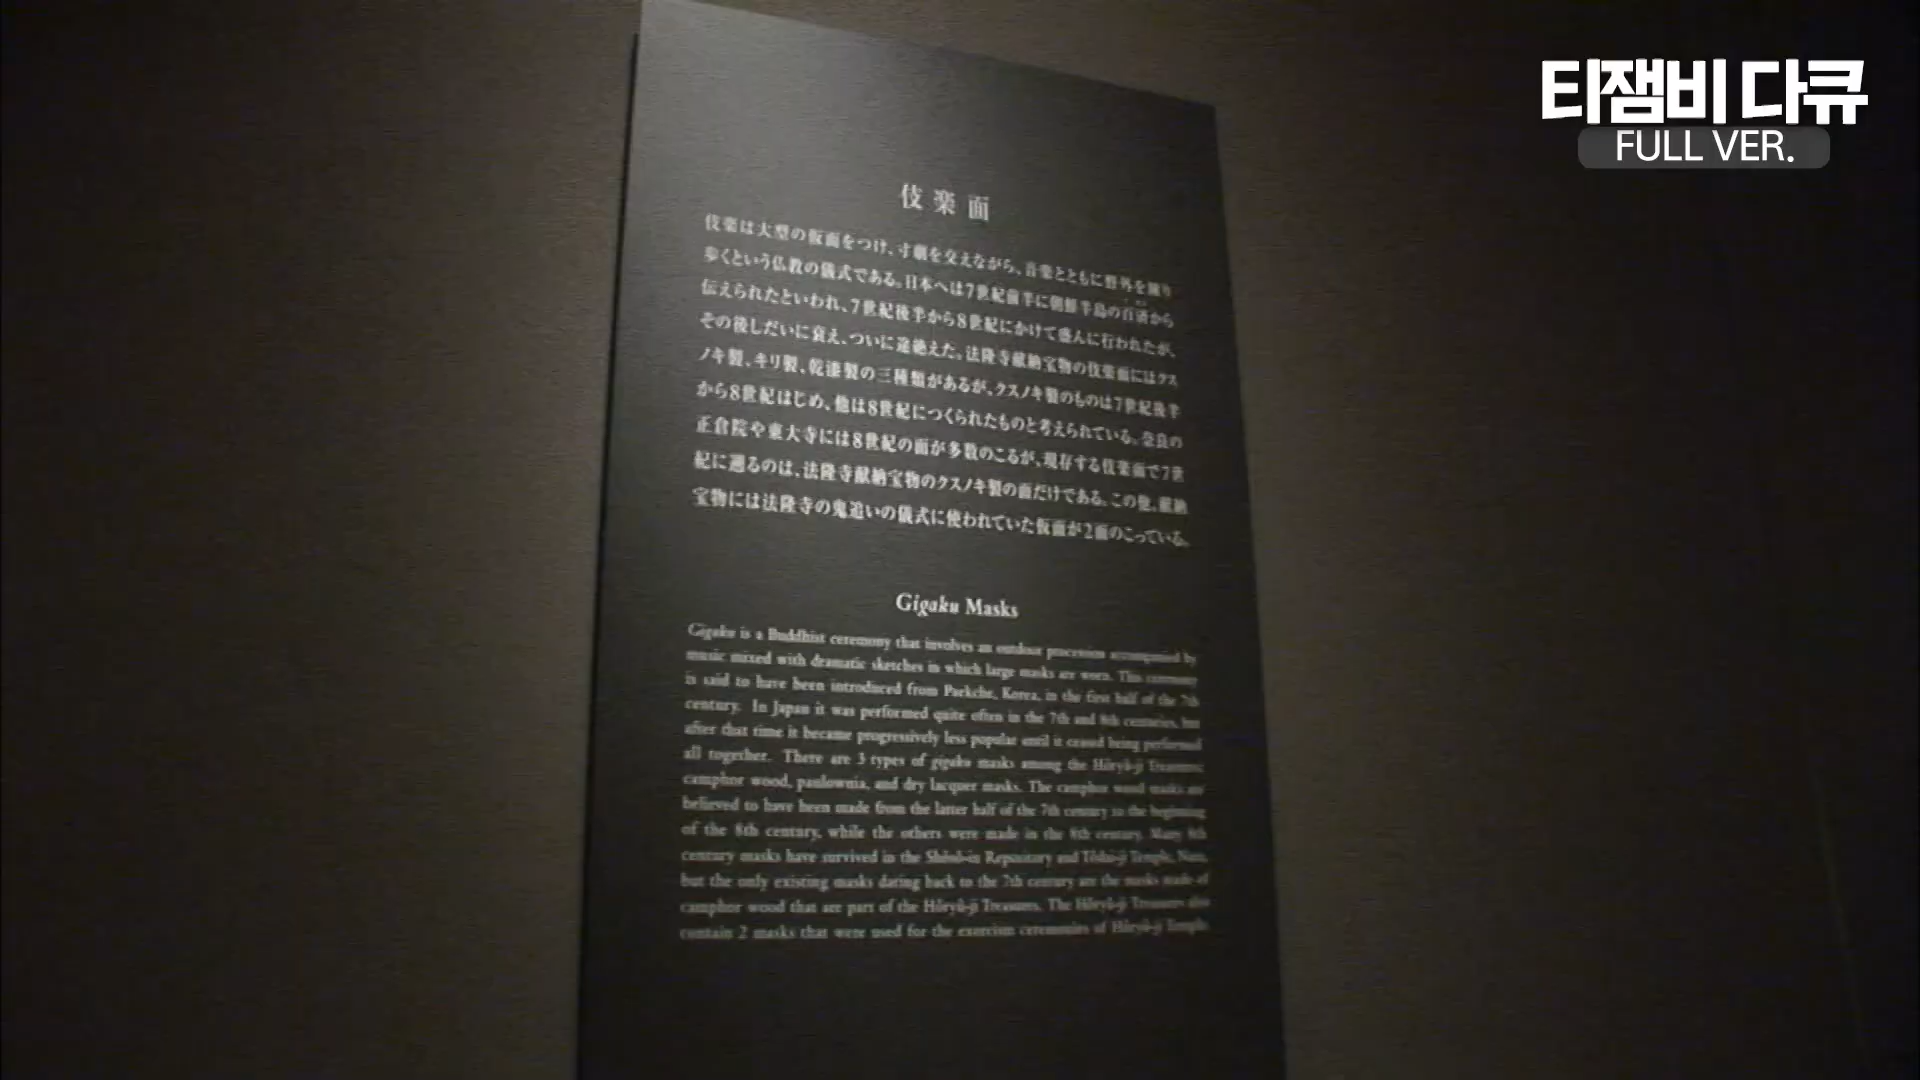 티잼비 다큐
FULL VER.
伎楽面
伎楽は大型の仮面をつけ、寸劇を交えながら、音楽とともに野外を練り
歩くという仏教の儀式である。日本へは7世紀前半に朝鮮半島の百済から
伝えられたといわれ、7世紀後半から8世紀にかけて盛んに行われたが、
その後しだいに衰え、ついに途絶えた。法隆寺献納宝物の伎楽面にはクス
ノキ製、キリ製、乾漆製の三種類があるが、クスノキ製のものは7世紀後半
から8世紀はじめ、他は8世紀につくられたものと考えられている。奈良の
正倉院や東大寺には8世紀の面が多数のこるが、現存する伎楽面で7世
紀に遡るのは、法隆寺献納宝物のクスノキ製の面だけである。この他、献納
宝物には法隆寺の鬼追いの儀式に使われていた仮面が2面のこっている。
Gigaku Masks
Gigaku is a Buddhist ceremony that involves an outdoor procession accompanied by
music mixed with dramatic sketches in which large masks are worn. This ceremony
is said to have been introduced from Paekche, Korea, in the first half of the 7th
century. In Japan it was performed quite often in the 7th and 8th centuries, but
after that time it became progressively less popular until it ceased being performed
all together. There are 3 types of gigaku masks among the Hōryū-ji Treasures:
camphor wood, paulownia, and dry lacquer masks. The camphor wood masks are
believed to have been made from the latter half of the 7th century to the beginning
of the 8th century, while the others were made in the 8th century. Many 8th
century masks have survived in the Shōsō-in Repository and Tōdai-ji Temple, Nara,
but the only existing masks dating back to the 7th century are the masks made of
camphor wood that are part of the Hōryū-ji Treasures. The Hōryū-ji Treasures also
contain 2 masks that were used for the exorcism ceremonies of Hōryū-ji Temple.